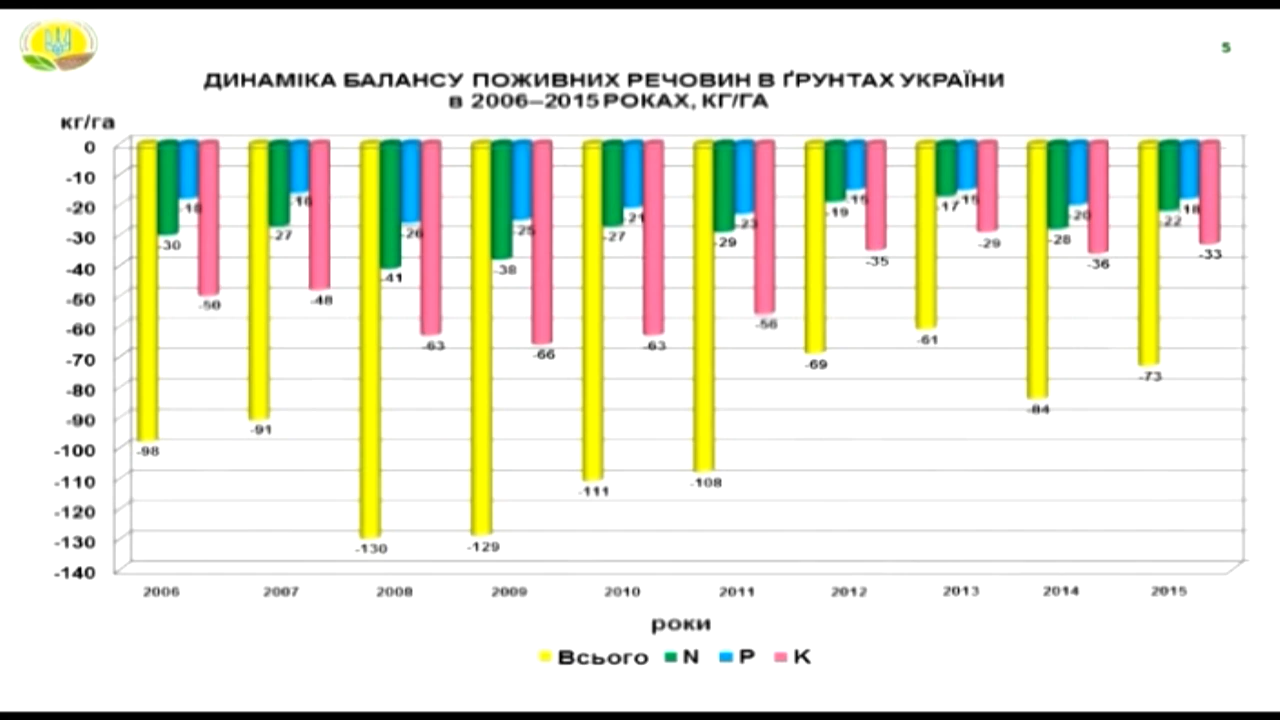 5
ДИНАМІКА БАЛАНСУ ПОЖИВНИХ РЕЧОВИН В ҐРУНТАХ УКРАЇНИ
в 2006–2015 РОКАХ, КГ/ГА
кг/га
0
-10
-20
-30
-40
-50
-60
-70
-80
-90
-100
-110
-120
-130
-140
-98 -30 -18 -50
-91 -27 -16 -48
-130 -41 -26 -63
-129 -38 -25 -66
-111 -27 -21 -63
-108 -29 -23 -56
-69 -19 -15 -35
-61 -17 -15 -29
-84 -28 -20 -36
-73 -22 -18 -33
2006 2007 2008 2009 2010 2011 2012 2013 2014 2015
роки
Всього N P K